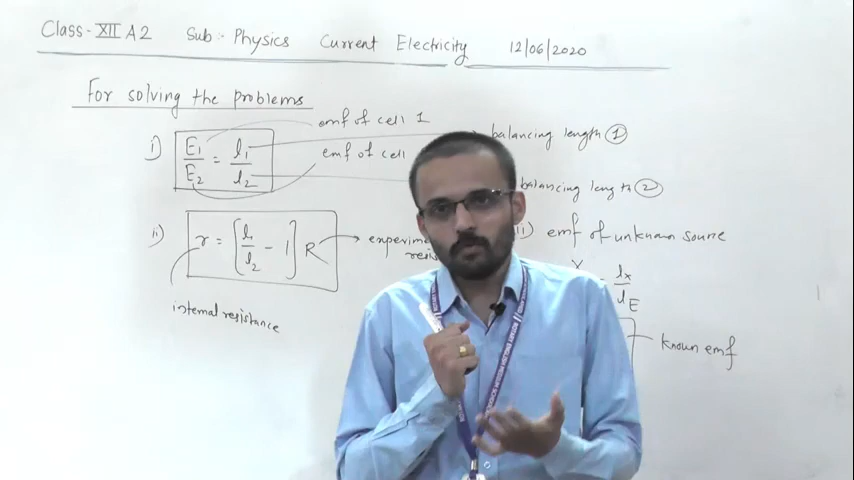 Class-XII A2 Sub:- Physics Current Electricity 12/06/2020
For solving the problems
i) E1/E2 = l1/l2
emf of cell 1
emf of cell
balancing length ①
balancing length ②
ii) r = [l1/l2 - 1] R
internal resistance
emf of unknown source
= lx/lE
known emf